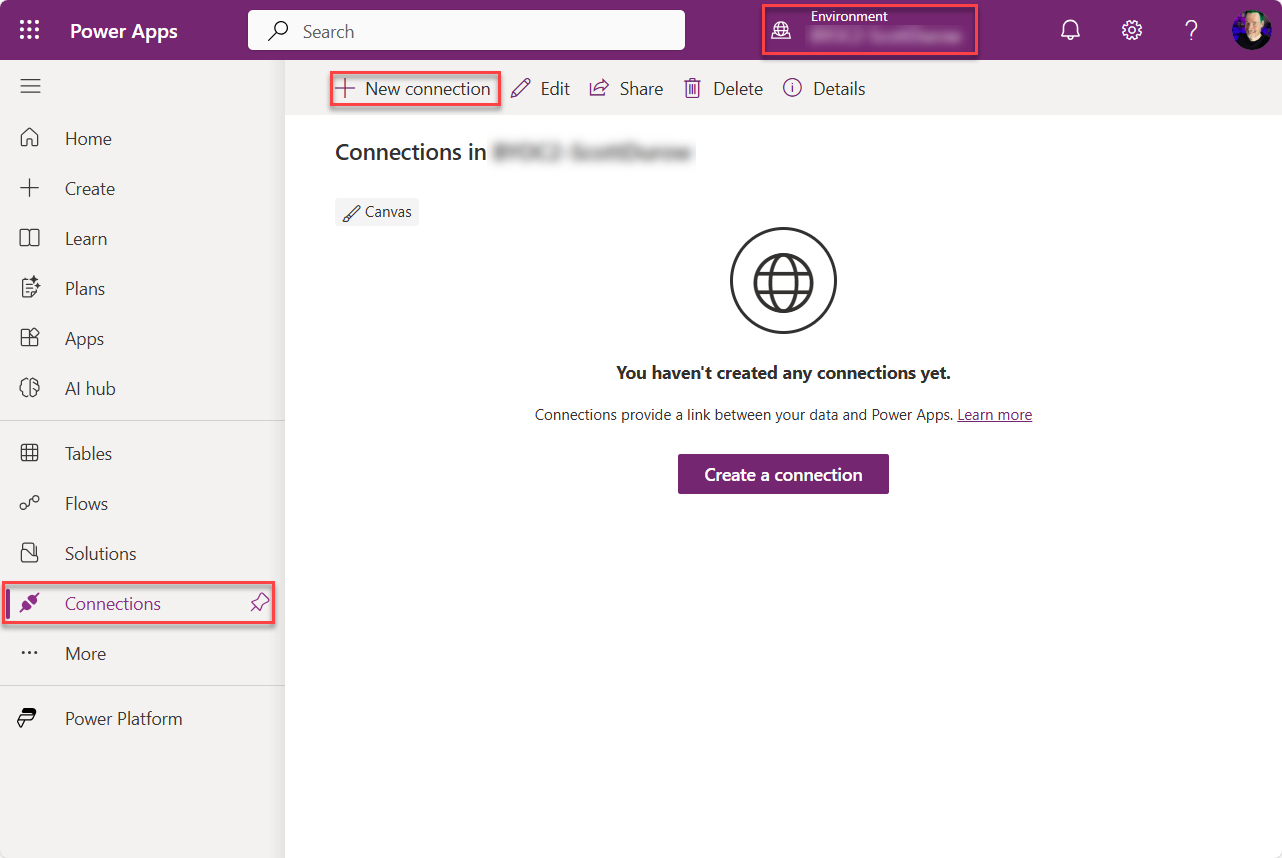 Power Apps
Search
Environment
New connection
Edit
Share
Delete
Details
Home
Create
Learn
Plans
Apps
AI hub
Tables
Flows
Solutions
Connections
More
Power Platform
Connections in
Canvas
You haven't created any connections yet.
Connections provide a link between your data and Power Apps. Learn more
Create a connection